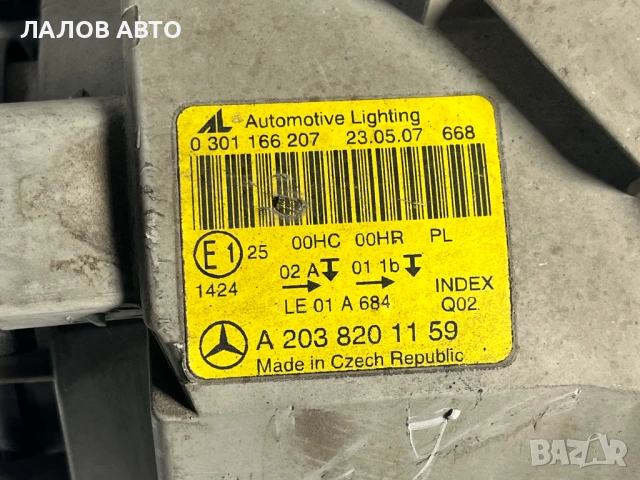 ЛАЛОВ АВТО
AL Automotive Lighting
0 301 166 207 23.05.07 668
E1 25 00HC 00HR PL
02 A 01 1b
1424 LE 01 A 684 INDEX Q02
A 203 820 11 59
Made in Czech Republic
BAZAR